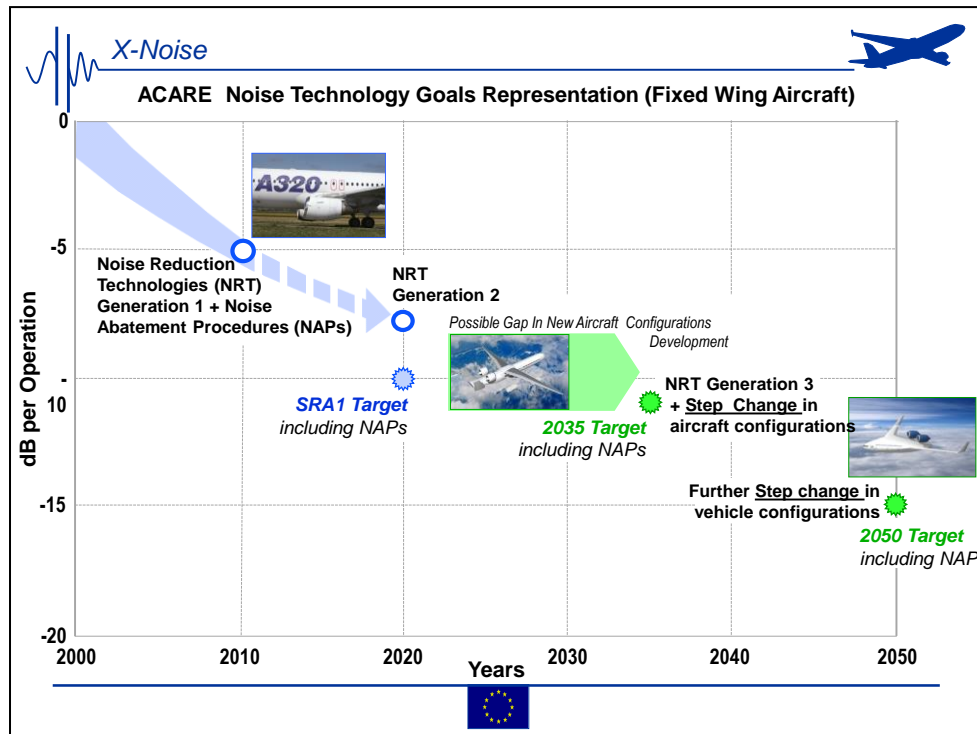 X-Noise
ACARE Noise Technology Goals Representation (Fixed Wing Aircraft)
0
-5
-
10
-15
-20
dB per Operation
A320
Noise Reduction
Technologies (NRT)
Generation 1 + Noise
Abatement Procedures (NAPs)
NRT
Generation 2
Possible Gap In New Aircraft Configurations
Development
SRA1 Target
including NAPs
2035 Target
including NAPs
NRT Generation 3
+ Step Change in
aircraft configurations
Further Step change in
vehicle configurations
2050 Target
including NAP
2000
2010
2020
2030
2040
2050
Years